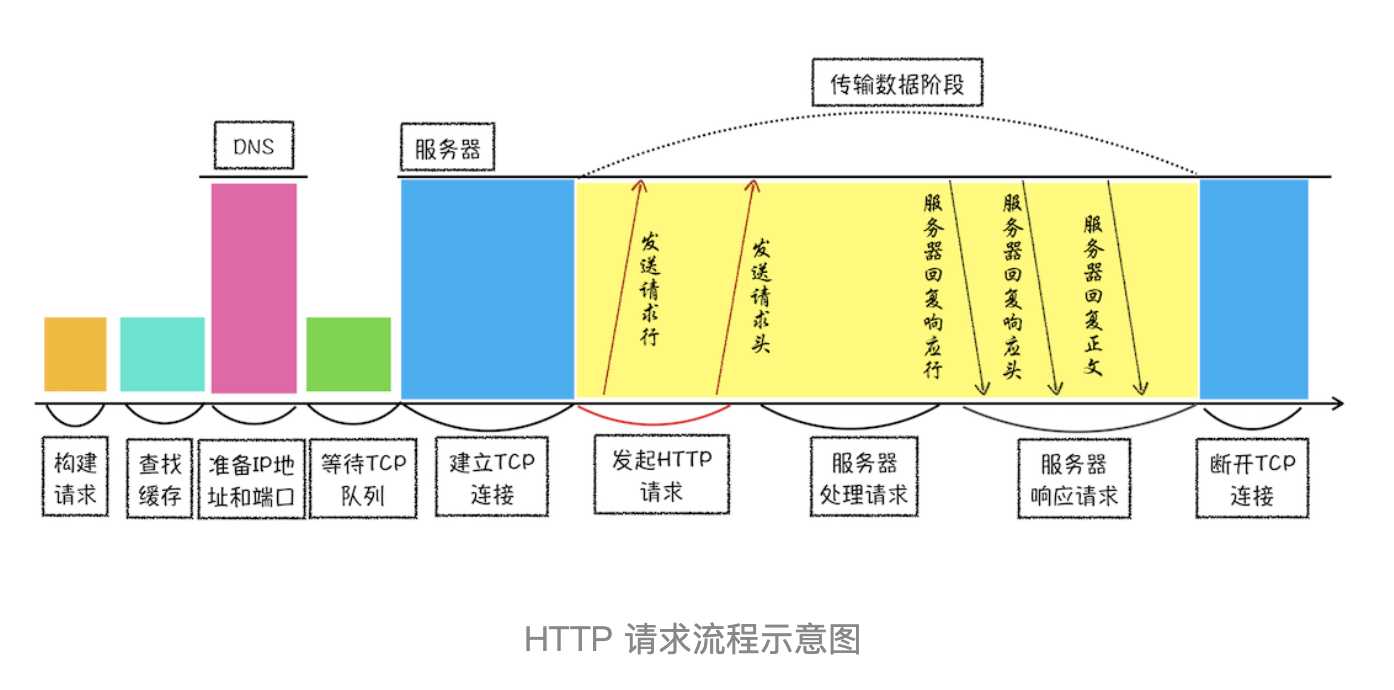 传输数据阶段
DNS
服务器
发送请求行
发送请求头
服务器回复响应行
服务器回复响应头
服务器回复正文
构建
请求
查找
缓存
准备IP地
址和端口
等待TCP
队列
建立TCP
连接
发起HTTP
请求
服务器
处理请求
服务器
响应请求
断开TCP
连接
HTTP 请求流程示意图